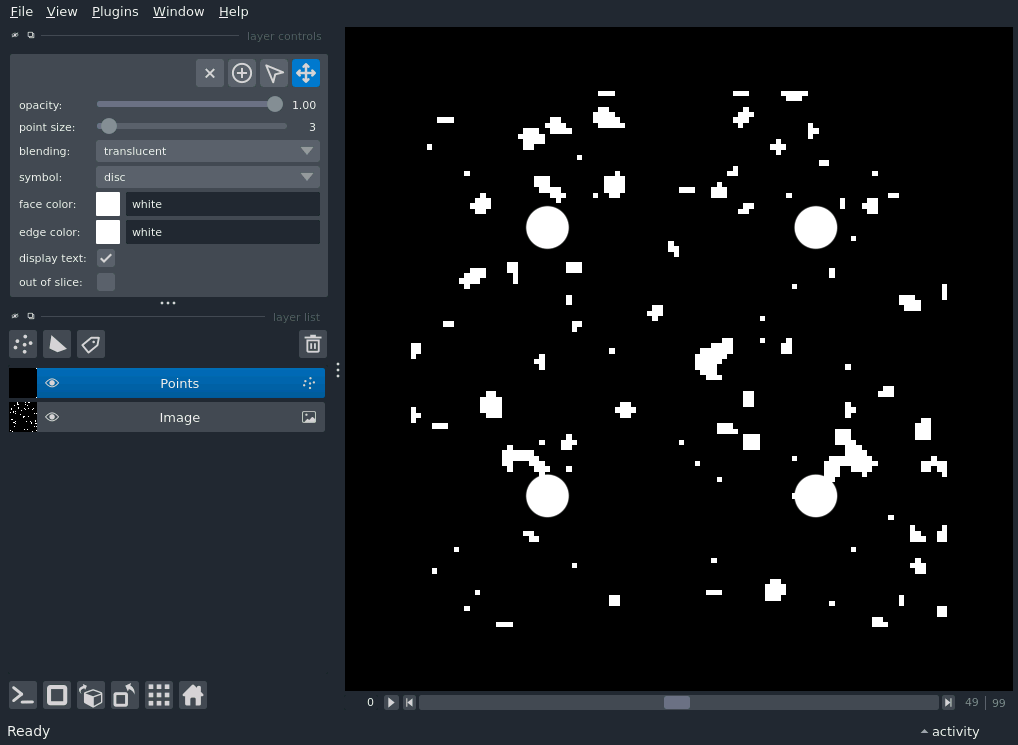 File View Plugins Window Help
layer controls
opacity: 1.00
point size: 3
blending: translucent
symbol: disc
face color: white
edge color: white
display text:
out of slice:
layer list
Points
Image
0 49 | 99
Ready activity